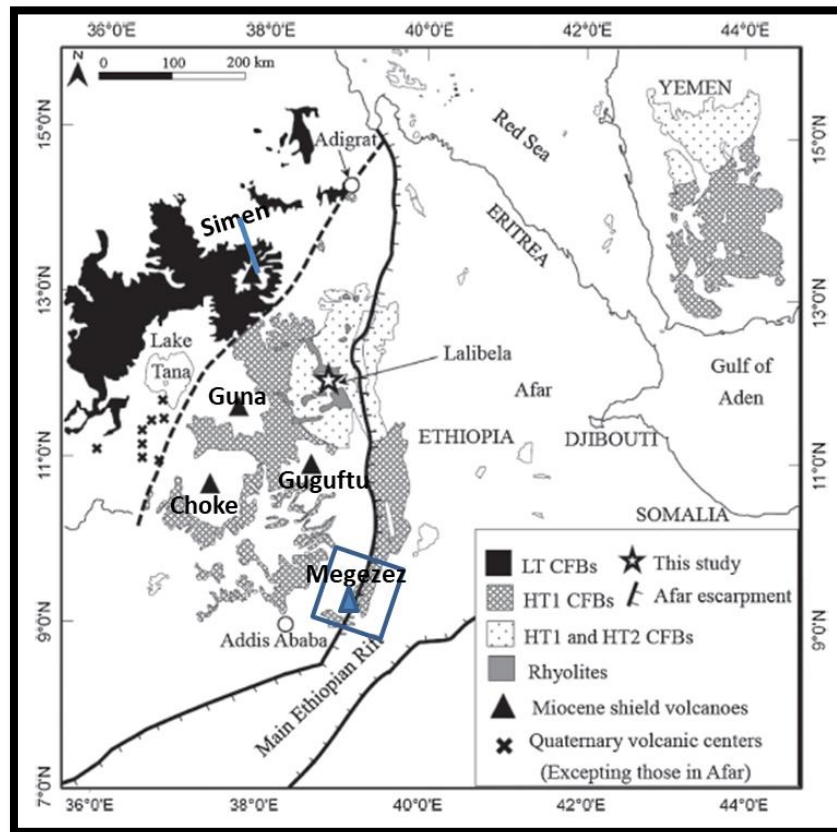 36°0'E 38°0'E 40°0'E 42°0'E 44°0'E
N
0 100 200 km
YEMEN
15°0'N
15°0'N
Adigrat
Red Sea
Simen
ERITREA
13°0'N
13°0'N
Lake
Tana
Lalibela
Gulf of
Aden
Guna
Afar
ETHIOPIA
DJIBOUTI
11°0'N
11°0'N
Guguftu
Choke
SOMALIA
Megezez
9°0'N
9°0'N
Addis Ababa
Main Ethiopian Rift
LT CFBs
This study
HT1 CFBs
Afar escarpment
HT1 and HT2 CFBs
Rhyolites
Miocene shield volcanoes
Quaternary volcanic centers
(Excepting those in Afar)
7°0'N
36°0'E 38°0'E 40°0'E 42°0'E 44°0'E